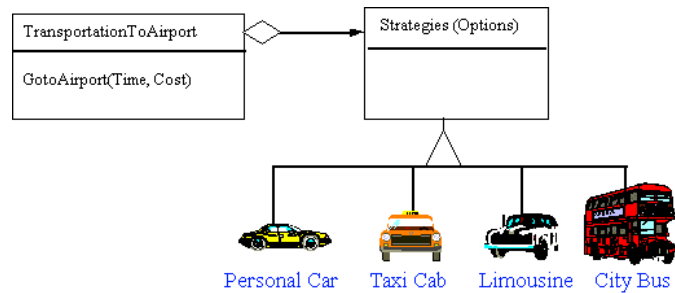 TransportationToAirport
Strategies (Options)
GotoAirport(Time, Cost)
Personal Car
Taxi Cab
Limousine
City Bus